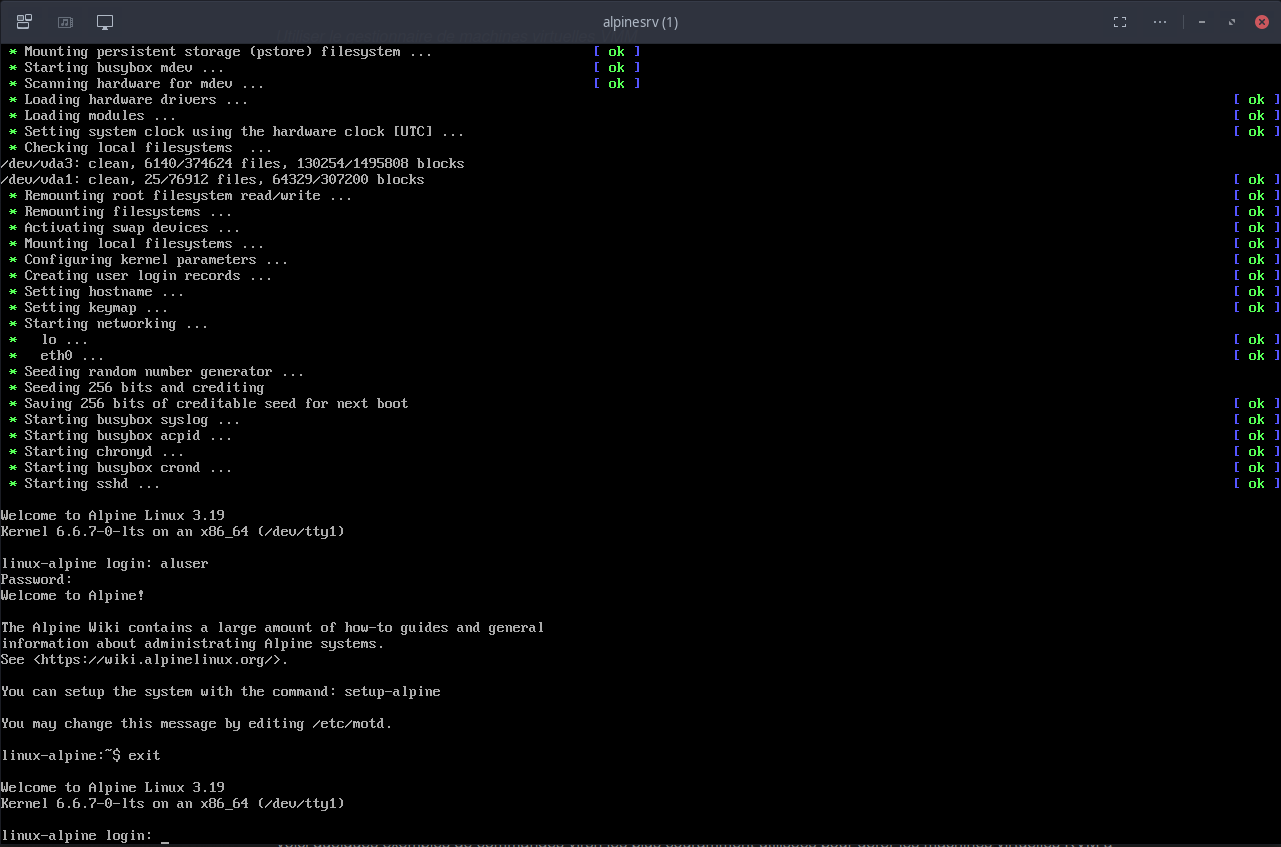 alpinesrv (1)
* Mounting persistent storage (pstore) filesystem ... [ ok ]
* Starting busybox mdev ... [ ok ]
* Scanning hardware for mdev ... [ ok ]
* Loading hardware drivers ... [ ok ]
* Loading modules ... [ ok ]
* Setting system clock using the hardware clock [UTC] ... [ ok ]
* Checking local filesystems  ...
/dev/vda3: clean, 6140/374624 files, 130254/1495808 blocks
/dev/vda1: clean, 25/76912 files, 64329/307200 blocks [ ok ]
* Remounting root filesystem read/write ... [ ok ]
* Remounting filesystems ... [ ok ]
* Activating swap devices ... [ ok ]
* Mounting local filesystems ... [ ok ]
* Configuring kernel parameters ... [ ok ]
* Creating user login records ... [ ok ]
* Setting hostname ... [ ok ]
* Setting keymap ... [ ok ]
* Starting networking ...
*   lo ... [ ok ]
*   eth0 ... [ ok ]
* Seeding random number generator ...
* Seeding 256 bits and crediting
* Saving 256 bits of creditable seed for next boot [ ok ]
* Starting busybox syslog ... [ ok ]
* Starting busybox acpid ... [ ok ]
* Starting chronyd ... [ ok ]
* Starting busybox crond ... [ ok ]
* Starting sshd ... [ ok ]
Welcome to Alpine Linux 3.19
Kernel 6.6.7-0-lts on an x86_64 (/dev/tty1)
linux-alpine login: aluser
Password:
Welcome to Alpine!
The Alpine Wiki contains a large amount of how-to guides and general
information about administrating Alpine systems.
See <https://wiki.alpinelinux.org/>.
You can setup the system with the command: setup-alpine
You may change this message by editing /etc/motd.
linux-alpine:~$ exit
Welcome to Alpine Linux 3.19
Kernel 6.6.7-0-lts on an x86_64 (/dev/tty1)
linux-alpine login: _